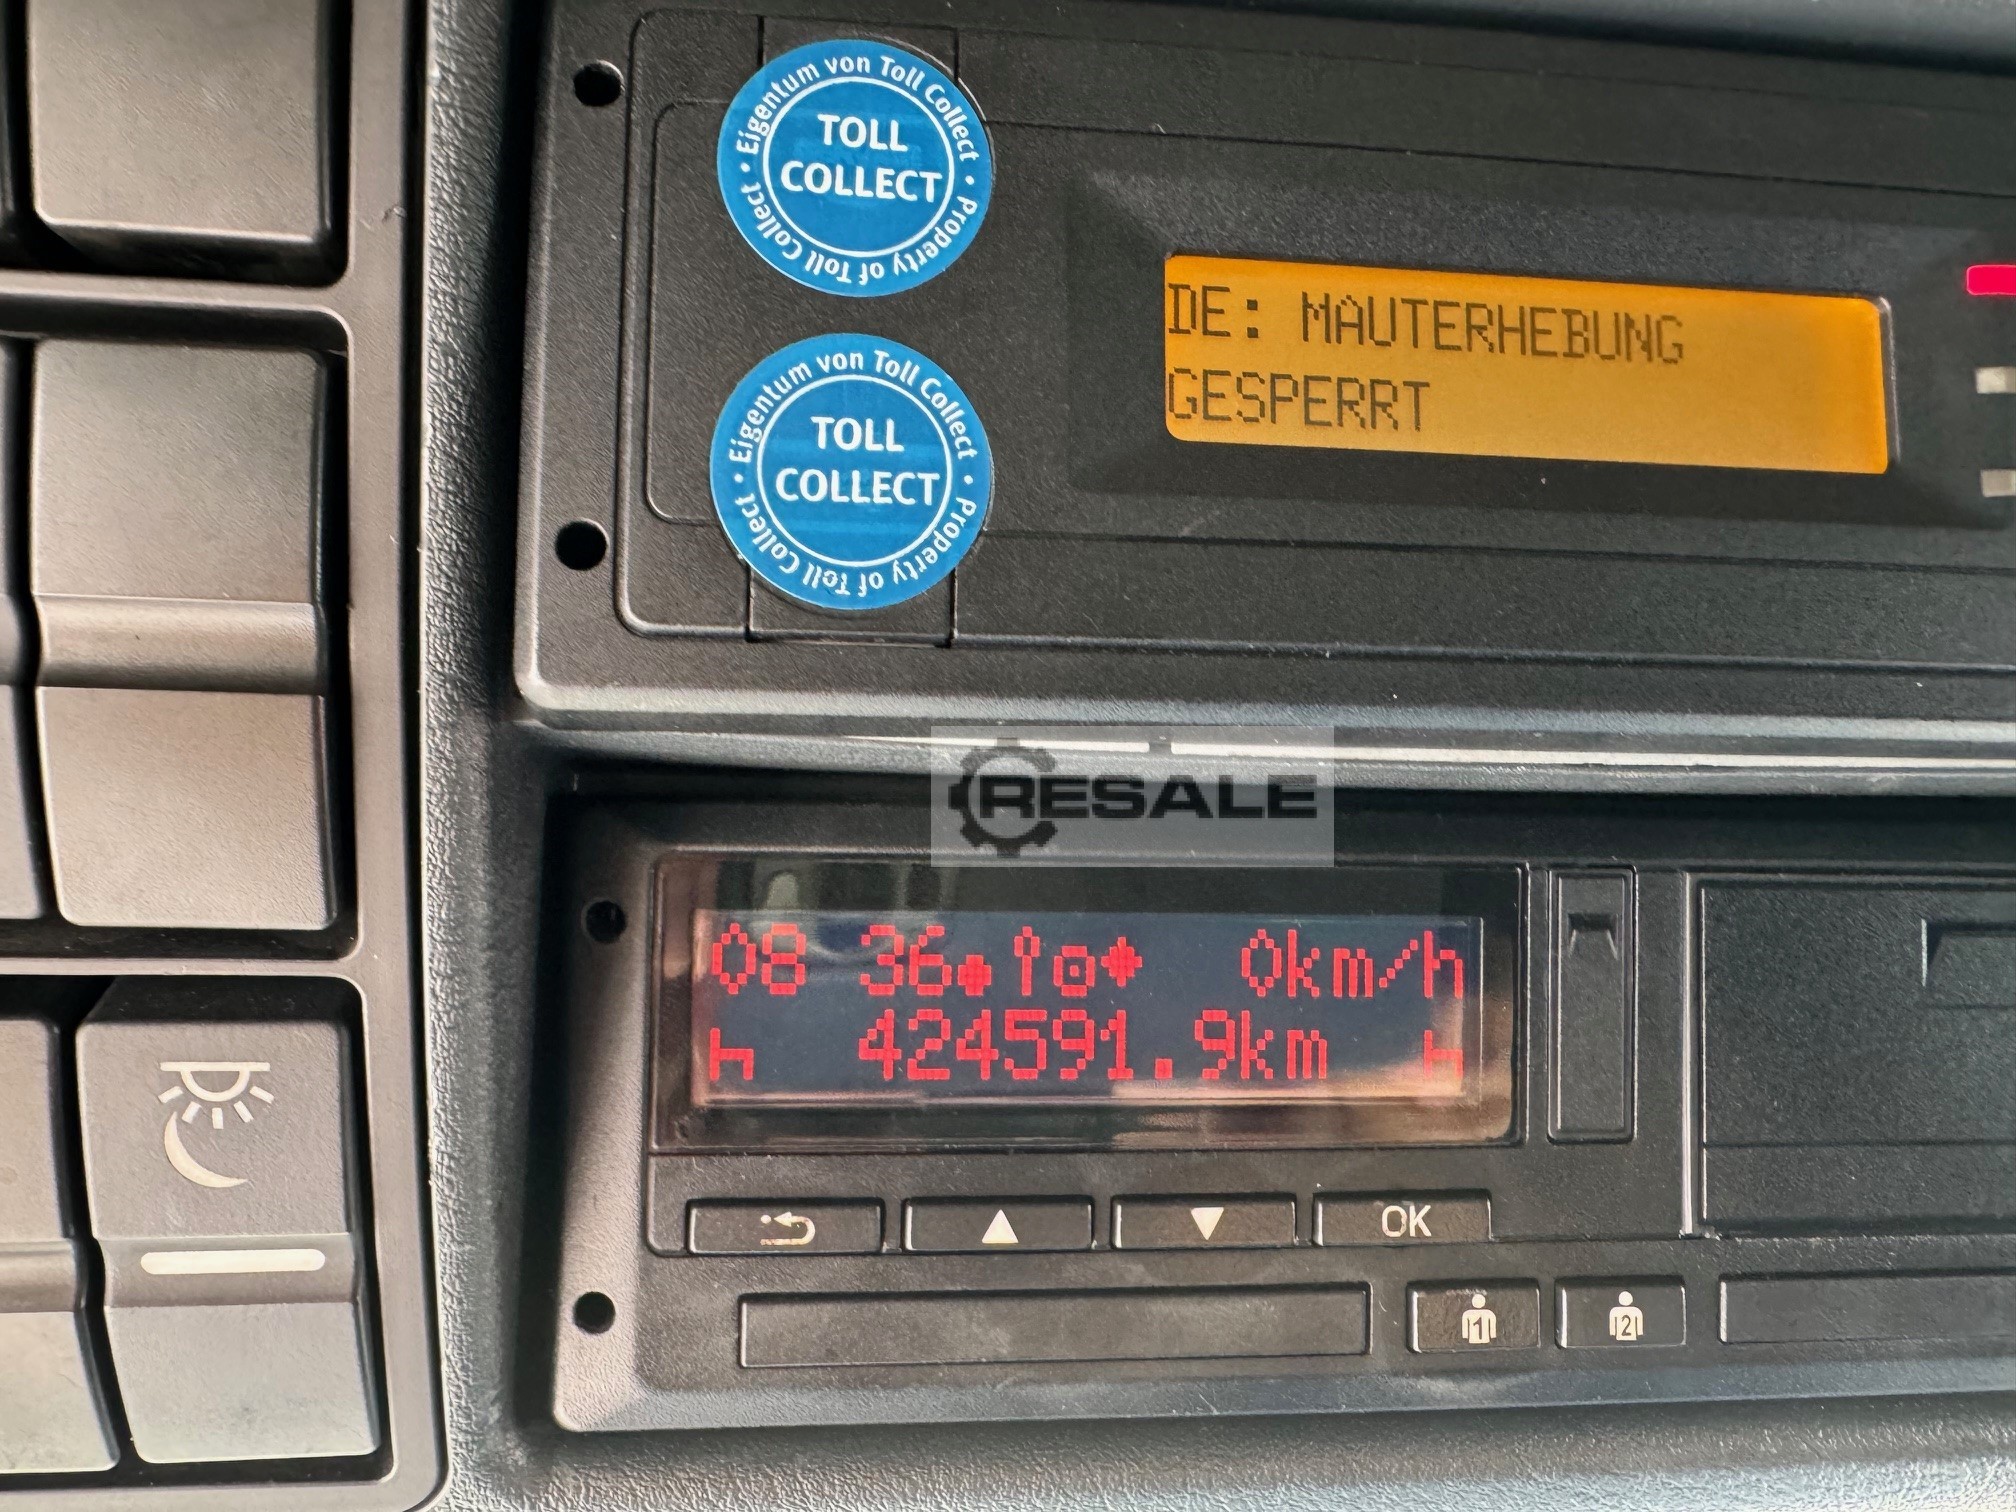 Eigentum von Toll Collect • Property of Toll Collect •
TOLL
COLLECT
Eigentum von Toll Collect • Property of Toll Collect •
TOLL
COLLECT
DE: MAUTERHEBUNG
GESPERRT
RESALE
08 36 0km/h
h 424591.9km h
OK
1 2